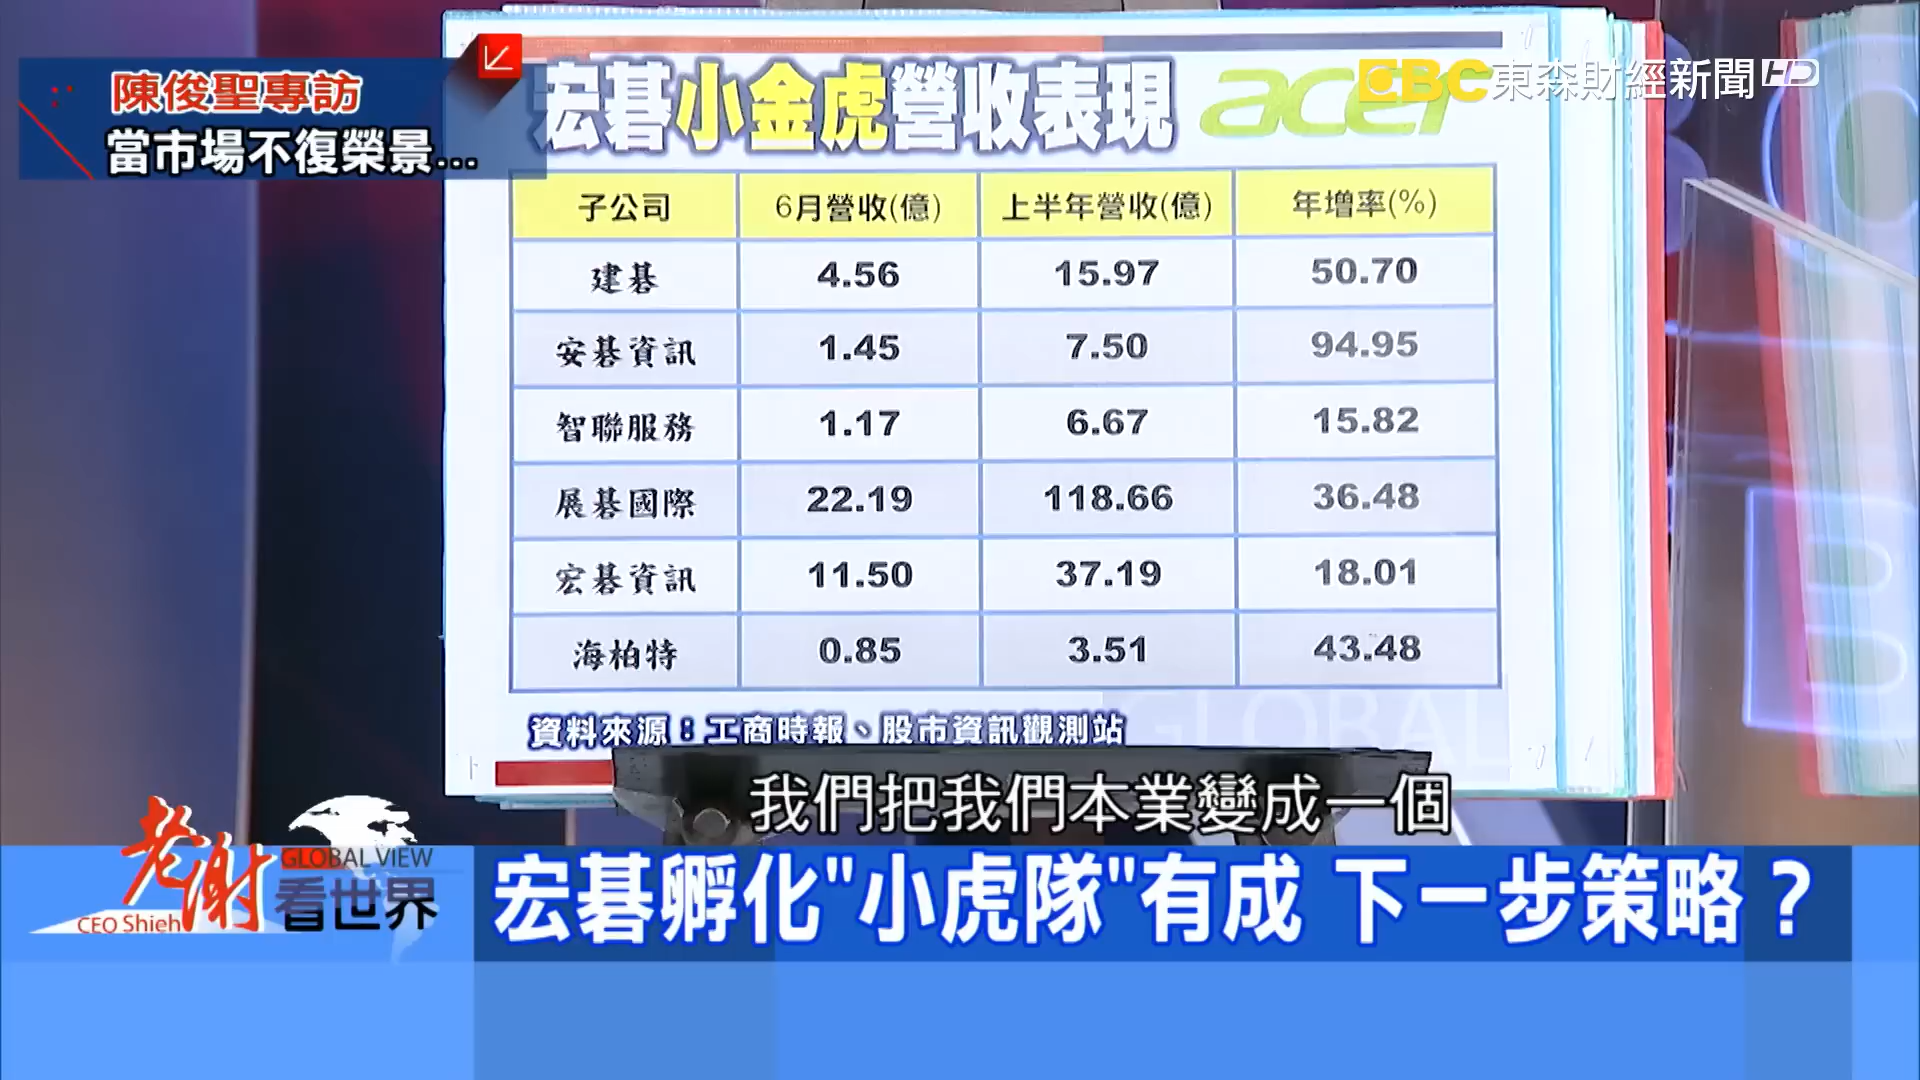 陳俊聖專訪
當市場不復榮景...
宏碁小金虎營收表現 acer
EBC東森財經新聞HD
子公司 6月營收(億) 上半年營收(億) 年增率(%)
建碁 4.56 15.97 50.70
安碁資訊 1.45 7.50 94.95
智聯服務 1.17 6.67 15.82
展碁國際 22.19 118.66 36.48
宏碁資訊 11.50 37.19 18.01
海柏特 0.85 3.51 43.48
資料來源：工商時報、股市資訊觀測站
GLOBAL
我們把我們本業變成一個
老謝
GLOBAL VIEW
看世界
CEO Shieh
宏碁孵化"小虎隊"有成 下一步策略？